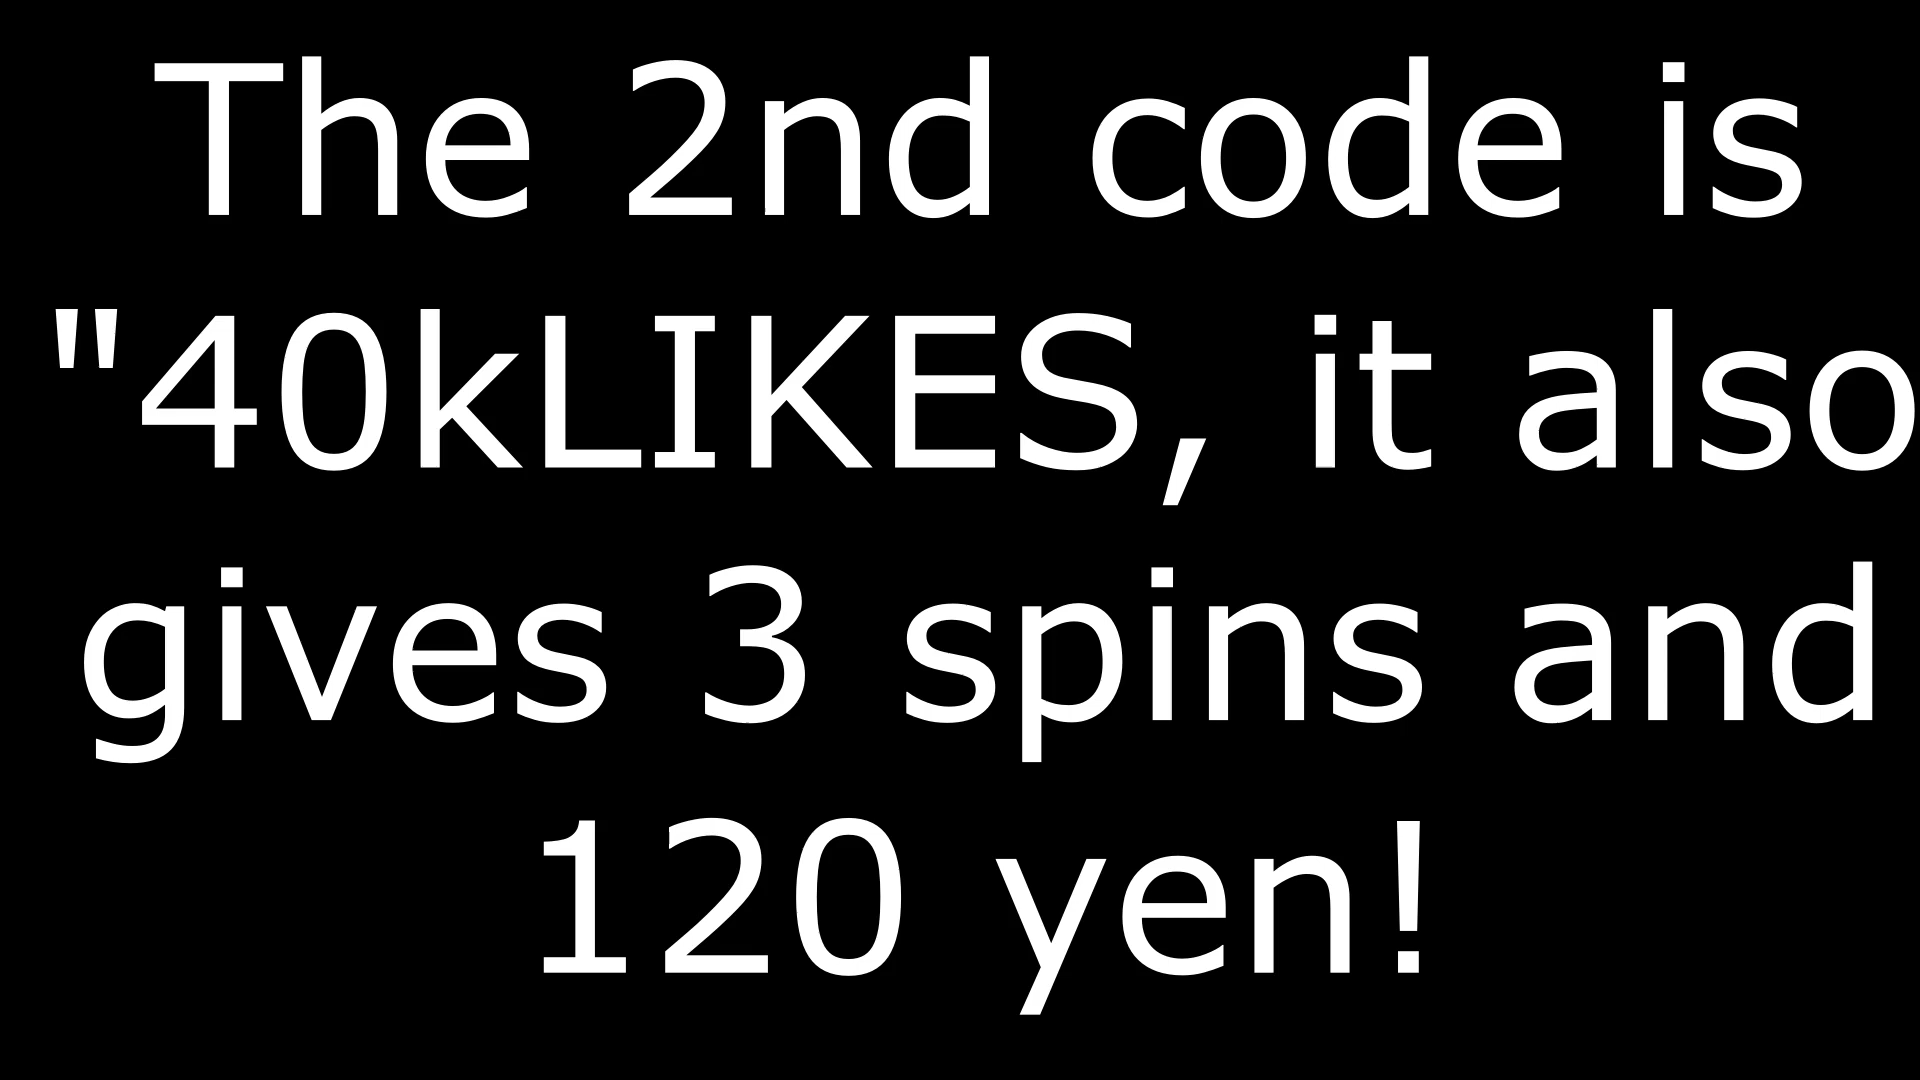 The 2nd code is
"40kLIKES, it also
gives 3 spins and
120 yen!